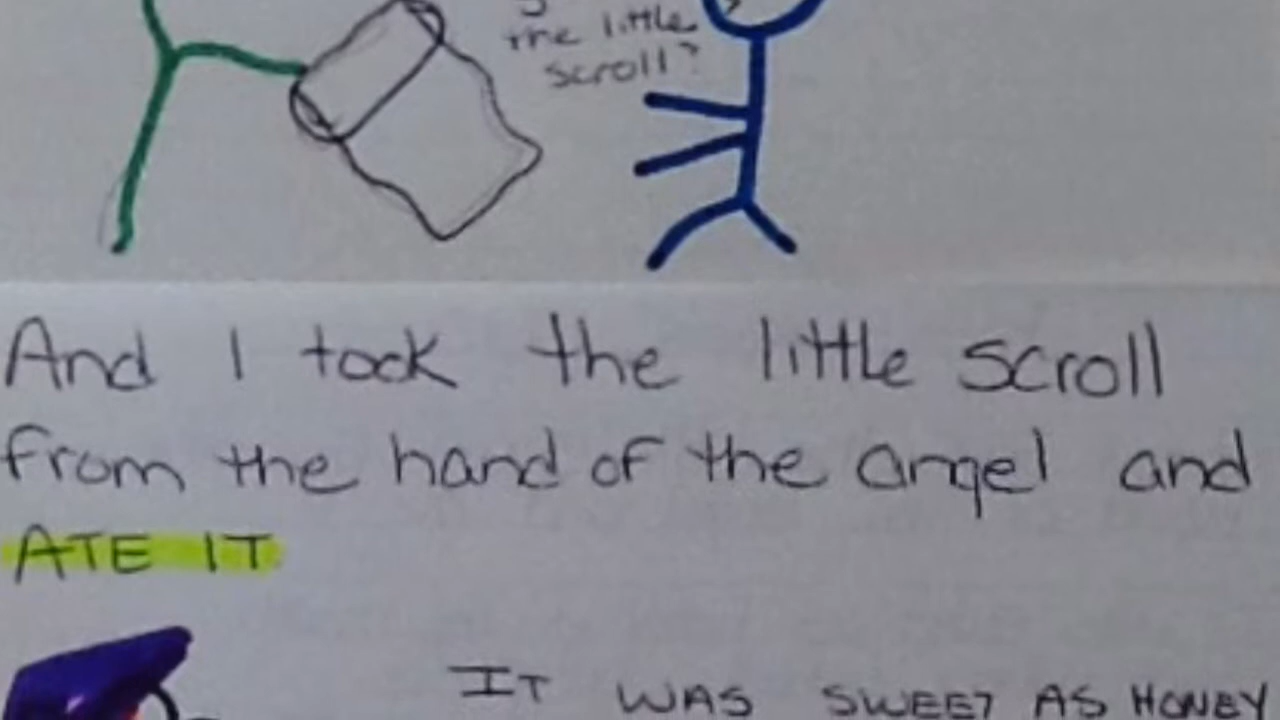 the little
scroll?
And I took the little scroll
from the hand of the angel and
ATE IT
IT WAS SWEET AS HONEY